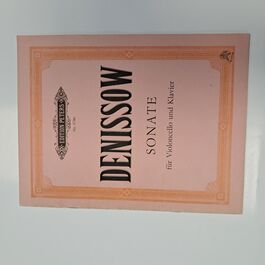 EDITION PETERS
DENISSOW
SONATE
für Violoncello und Klavier